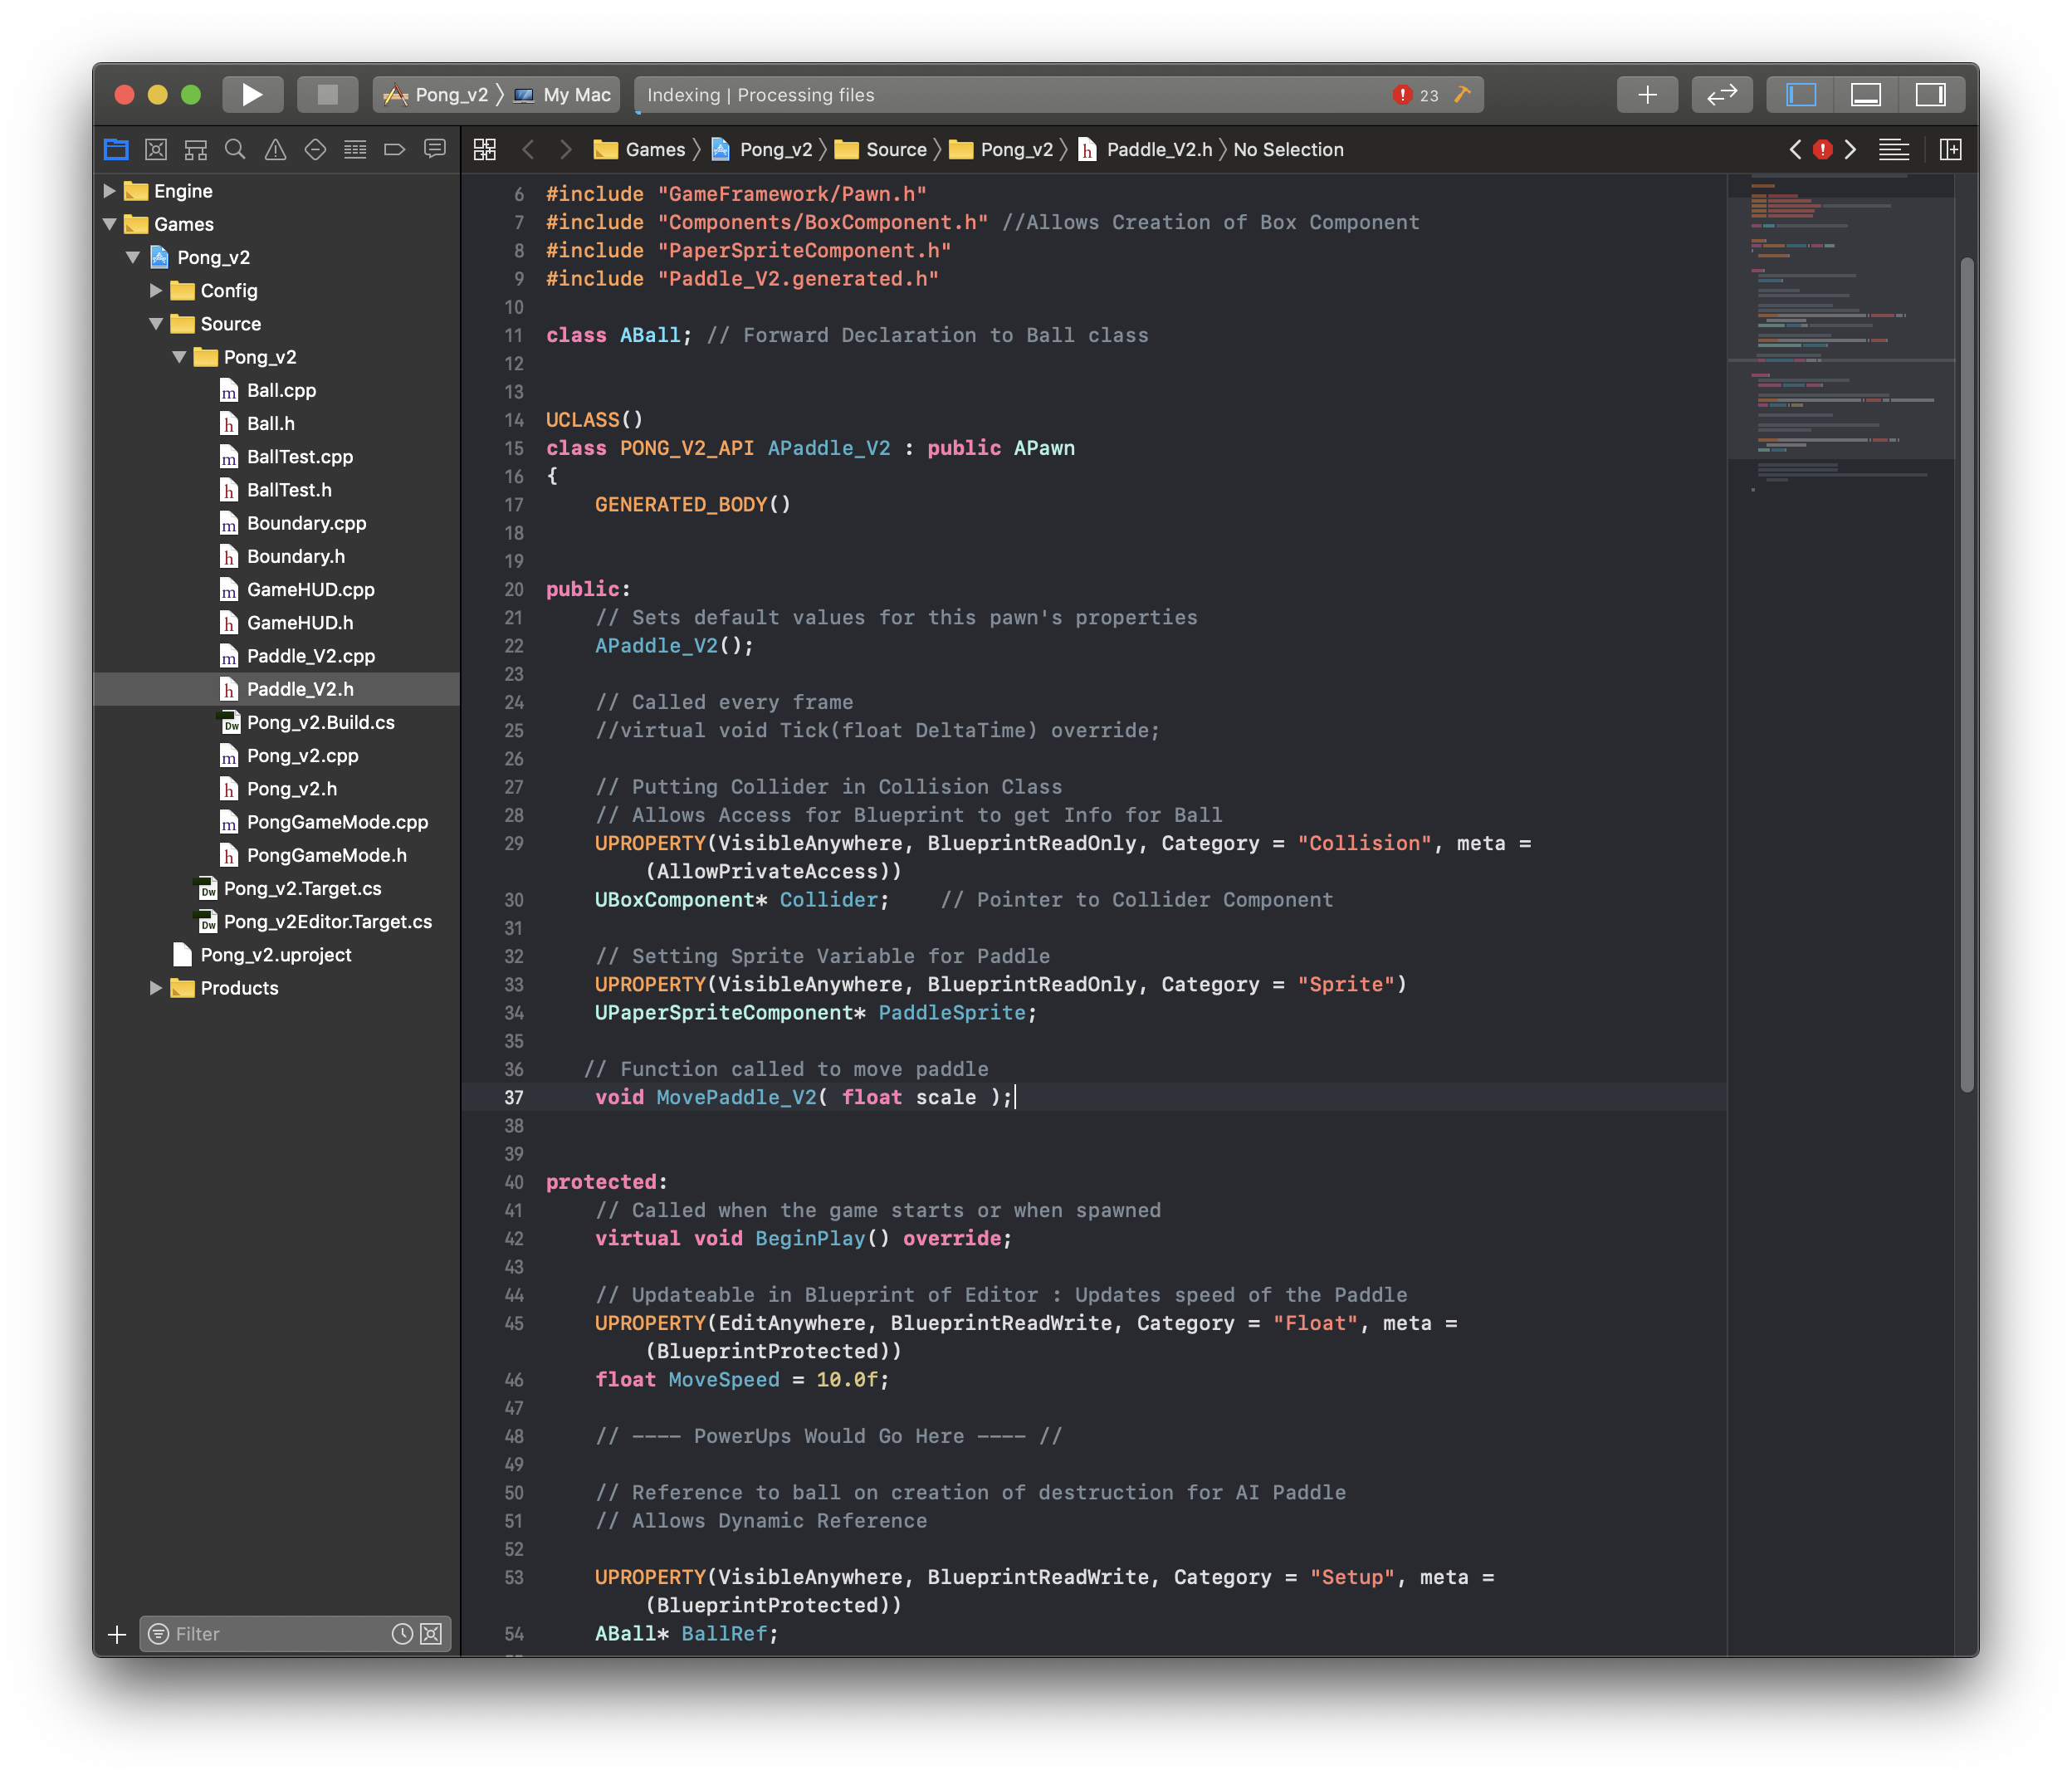 Pong_v2 My Mac
Indexing | Processing files
23
Games Pong_v2 Source Pong_v2 h Paddle_V2.h No Selection
Engine
Games
Pong_v2
Config
Source
Pong_v2
m Ball.cpp
h Ball.h
m BallTest.cpp
h BallTest.h
m Boundary.cpp
h Boundary.h
m GameHUD.cpp
h GameHUD.h
m Paddle_V2.cpp
h Paddle_V2.h
Dw Pong_v2.Build.cs
m Pong_v2.cpp
h Pong_v2.h
m PongGameMode.cpp
h PongGameMode.h
Dw Pong_v2.Target.cs
Dw Pong_v2Editor.Target.cs
Pong_v2.uproject
Products
Filter
6 #include "GameFramework/Pawn.h"
7 #include "Components/BoxComponent.h" //Allows Creation of Box Component
8 #include "PaperSpriteComponent.h"
9 #include "Paddle_V2.generated.h"
10
11 class ABall; // Forward Declaration to Ball class
12
13
14 UCLASS()
15 class PONG_V2_API APaddle_V2 : public APawn
16 {
17 GENERATED_BODY()
18
19
20 public:
21 // Sets default values for this pawn's properties
22 APaddle_V2();
23
24 // Called every frame
25 //virtual void Tick(float DeltaTime) override;
26
27 // Putting Collider in Collision Class
28 // Allows Access for Blueprint to get Info for Ball
29 UPROPERTY(VisibleAnywhere, BlueprintReadOnly, Category = "Collision", meta =
(AllowPrivateAccess))
30 UBoxComponent* Collider; // Pointer to Collider Component
31
32 // Setting Sprite Variable for Paddle
33 UPROPERTY(VisibleAnywhere, BlueprintReadOnly, Category = "Sprite")
34 UPaperSpriteComponent* PaddleSprite;
35
36 // Function called to move paddle
37 void MovePaddle_V2( float scale );
38
39
40 protected:
41 // Called when the game starts or when spawned
42 virtual void BeginPlay() override;
43
44 // Updateable in Blueprint of Editor : Updates speed of the Paddle
45 UPROPERTY(EditAnywhere, BlueprintReadWrite, Category = "Float", meta =
(BlueprintProtected))
46 float MoveSpeed = 10.0f;
47
48 // ---- PowerUps Would Go Here ---- //
49
50 // Reference to ball on creation of destruction for AI Paddle
51 // Allows Dynamic Reference
52
53 UPROPERTY(VisibleAnywhere, BlueprintReadWrite, Category = "Setup", meta =
(BlueprintProtected))
54 ABall* BallRef;